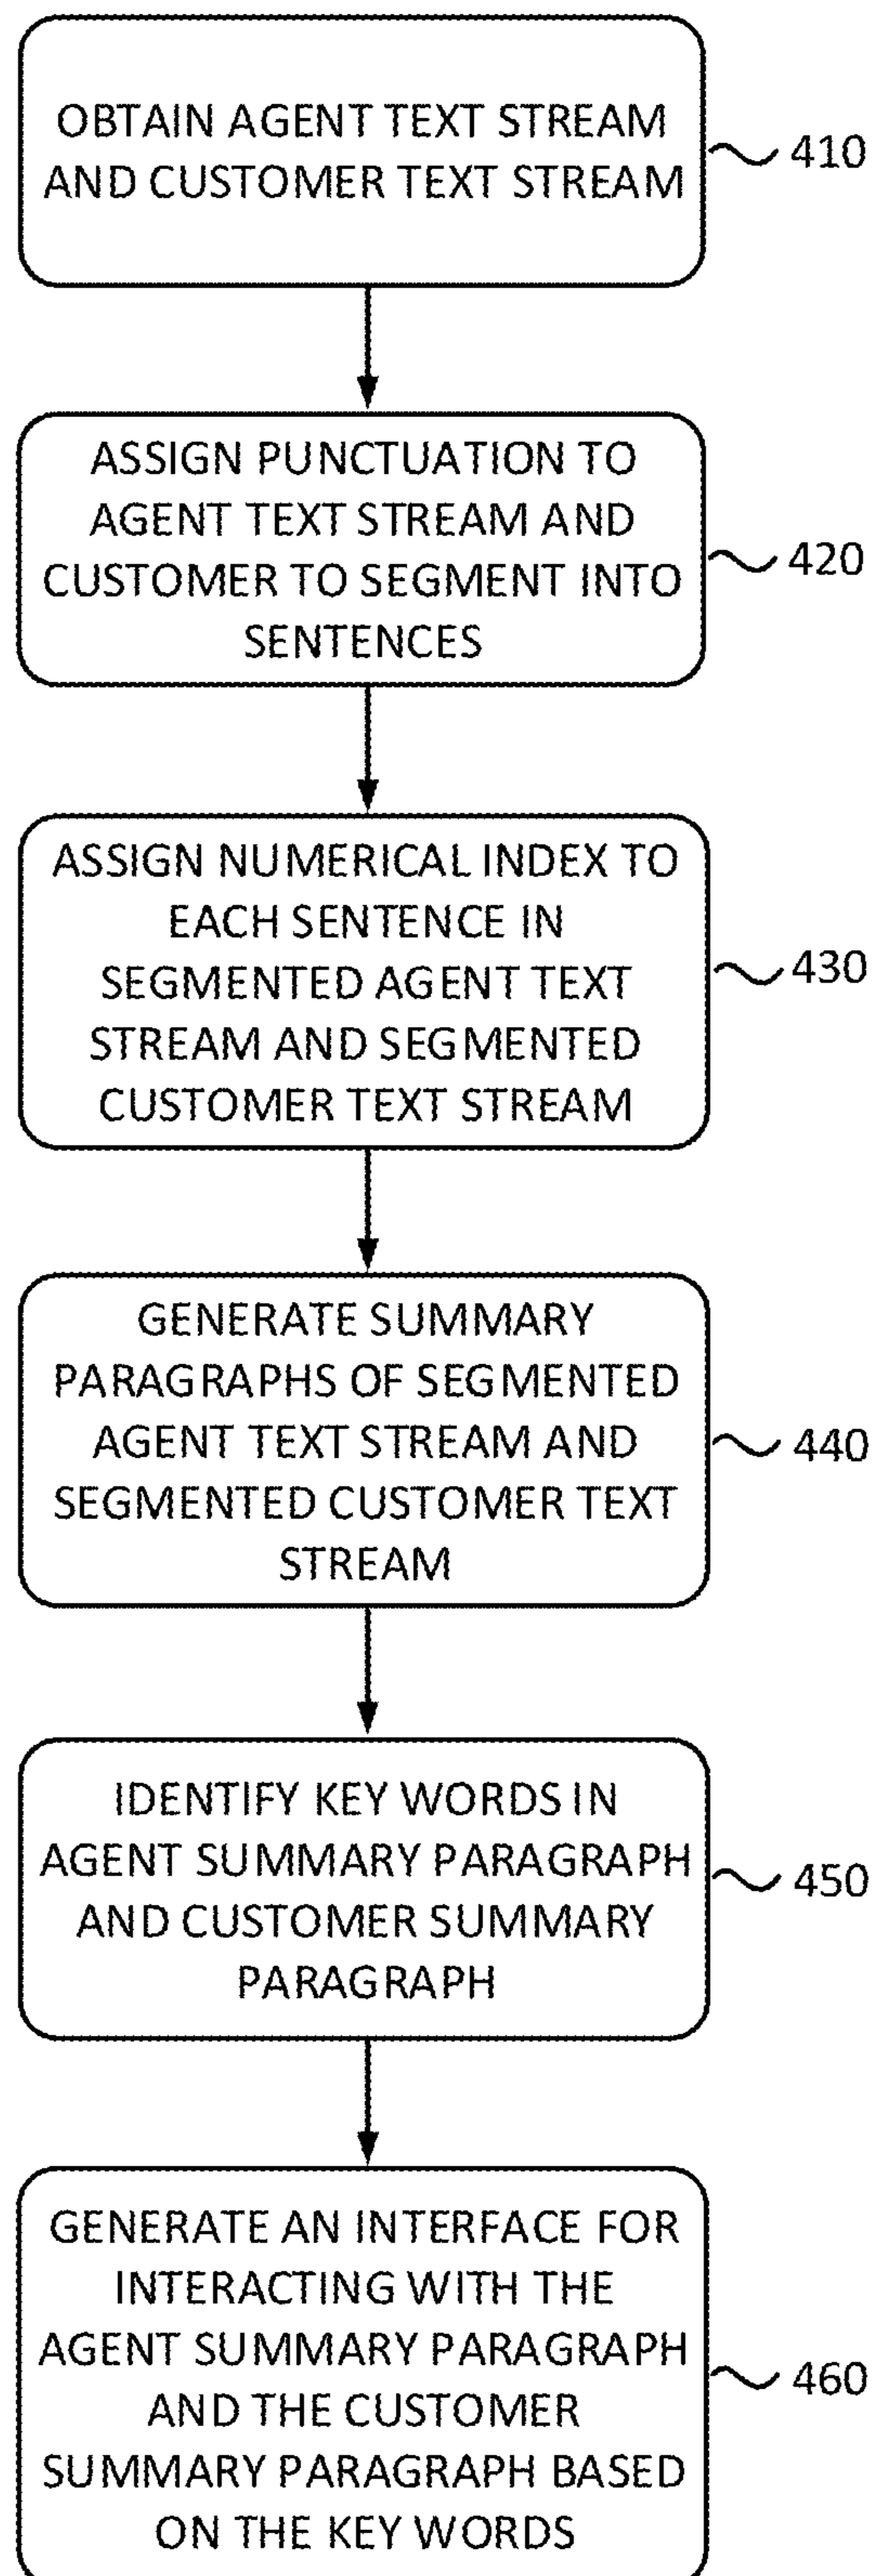 OBTAIN AGENT TEXT STREAM
AND CUSTOMER TEXT STREAM
410
ASSIGN PUNCTUATION TO
AGENT TEXT STREAM AND
CUSTOMER TO SEGMENT INTO
SENTENCES
420
ASSIGN NUMERICAL INDEX TO
EACH SENTENCE IN
SEGMENTED AGENT TEXT
STREAM AND SEGMENTED
CUSTOMER TEXT STREAM
430
GENERATE SUMMARY
PARAGRAPHS OF SEGMENTED
AGENT TEXT STREAM AND
SEGMENTED CUSTOMER TEXT
STREAM
440
IDENTIFY KEY WORDS IN
AGENT SUMMARY PARAGRAPH
AND CUSTOMER SUMMARY
PARAGRAPH
450
GENERATE AN INTERFACE FOR
INTERACTING WITH THE
AGENT SUMMARY PARAGRAPH
AND THE CUSTOMER
SUMMARY PARAGRAPH BASED
ON THE KEY WORDS
460